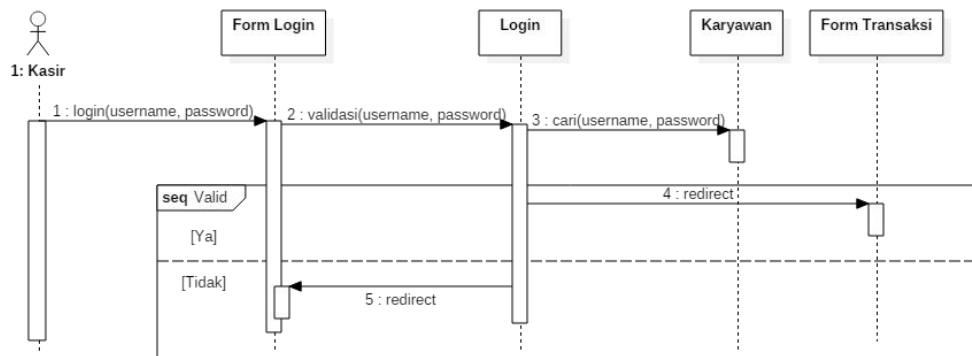 Form Login
Login
Karyawan
Form Transaksi
1: Kasir
1 : login(username, password)
2 : validasi(username, password)
3 : cari(username, password)
seq Valid
4 : redirect
[Ya]
[Tidak]
5 : redirect